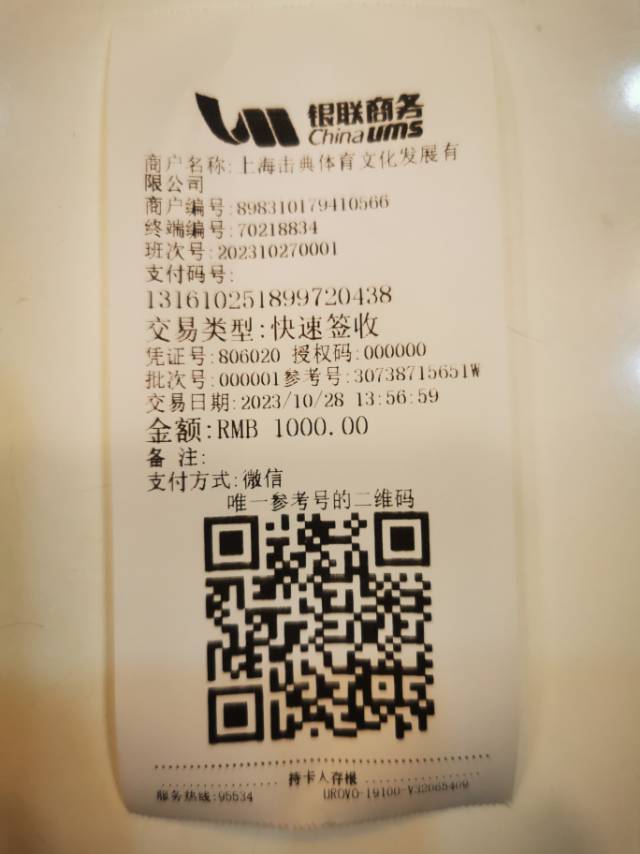 银联商务
China ums
商户名称:上海击典体育文化发展有
限公司
商户编号:898310179410566
终端编号:70218834
班次号:202310270001
支付码号:
131610251899720438
交易类型:快速签收
凭证号:806020 授权码:000000
批次号:000001参考号:30738715651W
交易日期:2023/10/28 13:56:59
金额:RMB 1000.00
备 注:
支付方式:微信
唯一参考号的二维码
持卡人存根
服务热线:95534 UROVO-I9100-V32065409